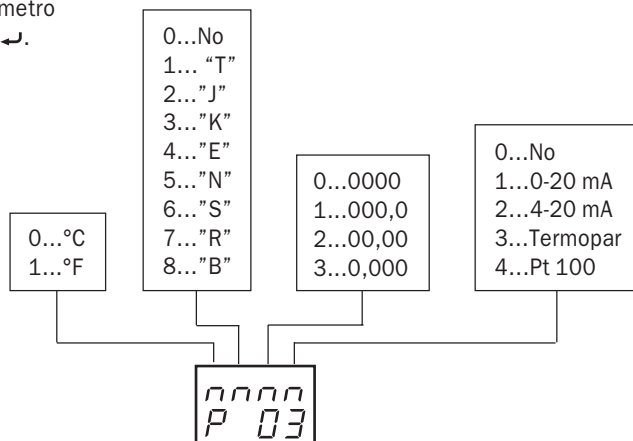 metro
↵.
0...°C
1...°F
0...No
1... “T”
2...”J”
3...”K”
4...”E”
5...”N”
6...”S”
7...”R”
8...”B”
0...0000
1...000,0
2...00,00
3...0,000
0...No
1...0-20 mA
2...4-20 mA
3...Termopar
4...Pt 100
nnnn
P 03